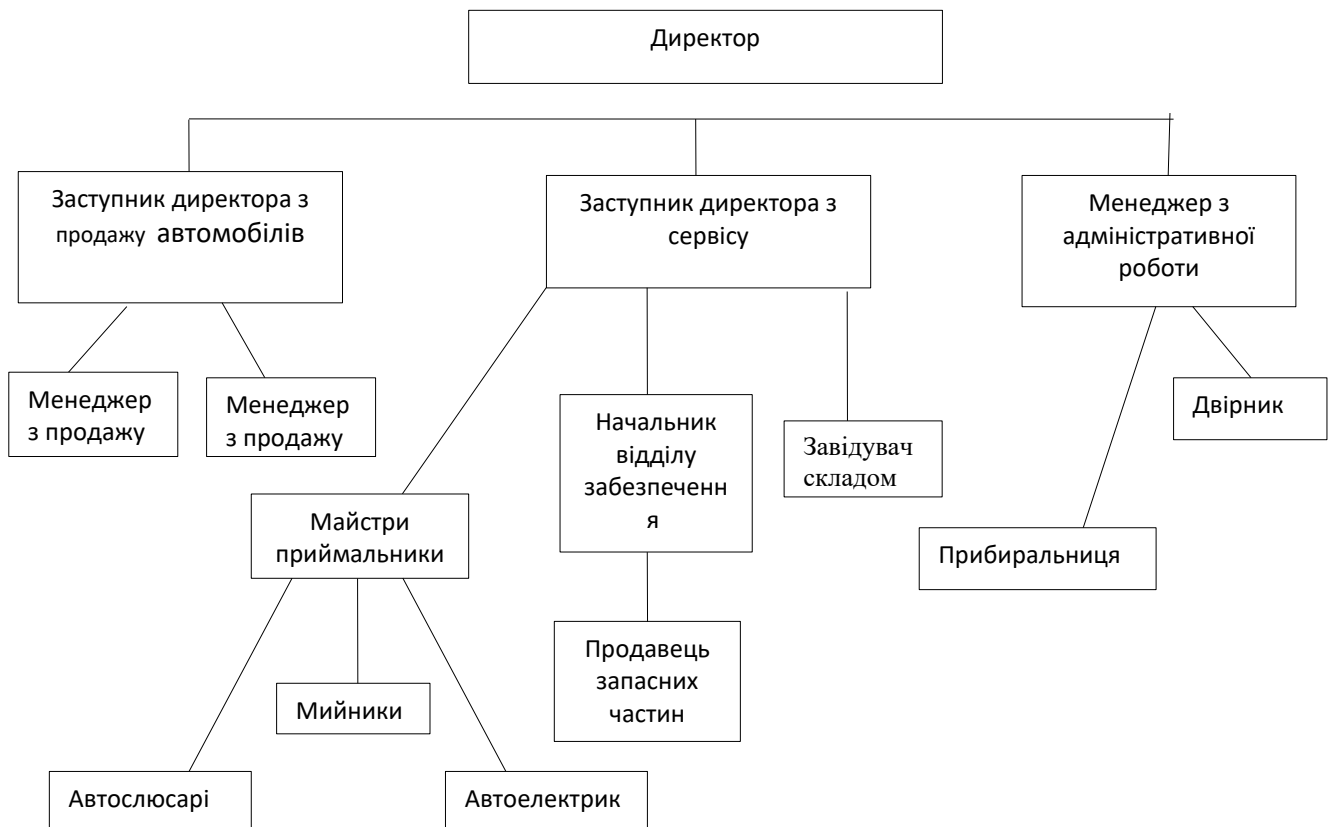 Директор
Заступник директора з
продажу автомобілів
Заступник директора з
сервісу
Менеджер з
адміністративної
роботи
Менеджер
з продажу
Менеджер
з продажу
Начальник
відділу
забезпеченн
я
Завідувач
складом
Двірник
Майстри
приймальники
Прибиральниця
Продавець
запасних
частин
Мийники
Автослюсарі
Автоелектрик